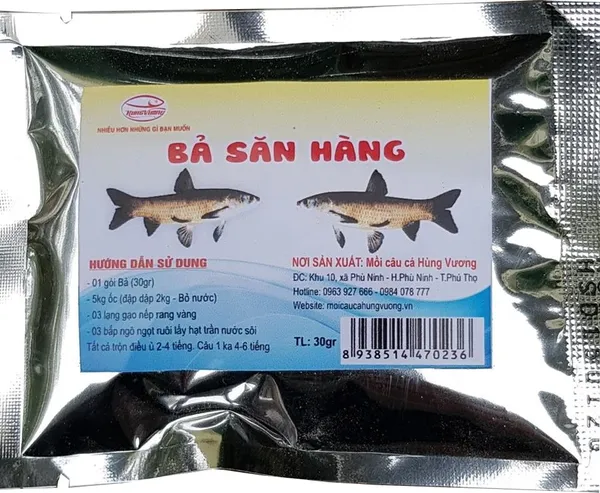 Hùng Vương
NHIỀU HƠN NHỮNG GÌ BẠN MUỐN
BẢ SĂN HÀNG
HƯỚNG DẪN SỬ DỤNG
- 01 gói Bả (30gr)
- 5kg ốc (dập dập 2kg - Bỏ nước)
- 03 lạng gạo nếp rang vàng
- 03 bắp ngô ngọt ruôi lấy hạt trần nước sôi
Tất cả trộn điều ủ 2-4 tiếng. Câu 1 ka 4-6 tiếng
NƠI SẢN XUẤT: Mồi câu cá Hùng Vương
ĐC. Khu 10, xã Phù Ninh - H.Phù Ninh - T.Phú Thọ
Hotline: 0963 927 666 - 0984 078 777
Website: moicaucahungvuong.vn
TL: 30gr
8 938514 470236